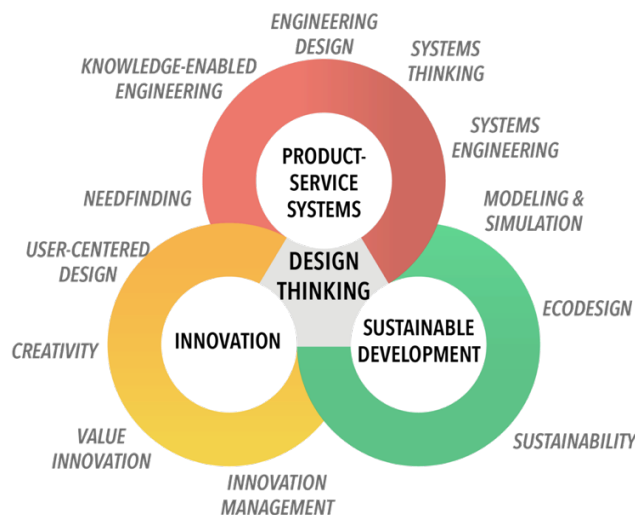 ENGINEERING
DESIGN
SYSTEMS
THINKING
KNOWLEDGE-ENABLED
ENGINEERING
SYSTEMS
ENGINEERING
PRODUCT-
SERVICE
SYSTEMS
NEEDFINDING
MODELING &
SIMULATION
USER-CENTERED
DESIGN
DESIGN
THINKING
ECODESIGN
INNOVATION
SUSTAINABLE
DEVELOPMENT
CREATIVITY
VALUE
INNOVATION
SUSTAINABILITY
INNOVATION
MANAGEMENT